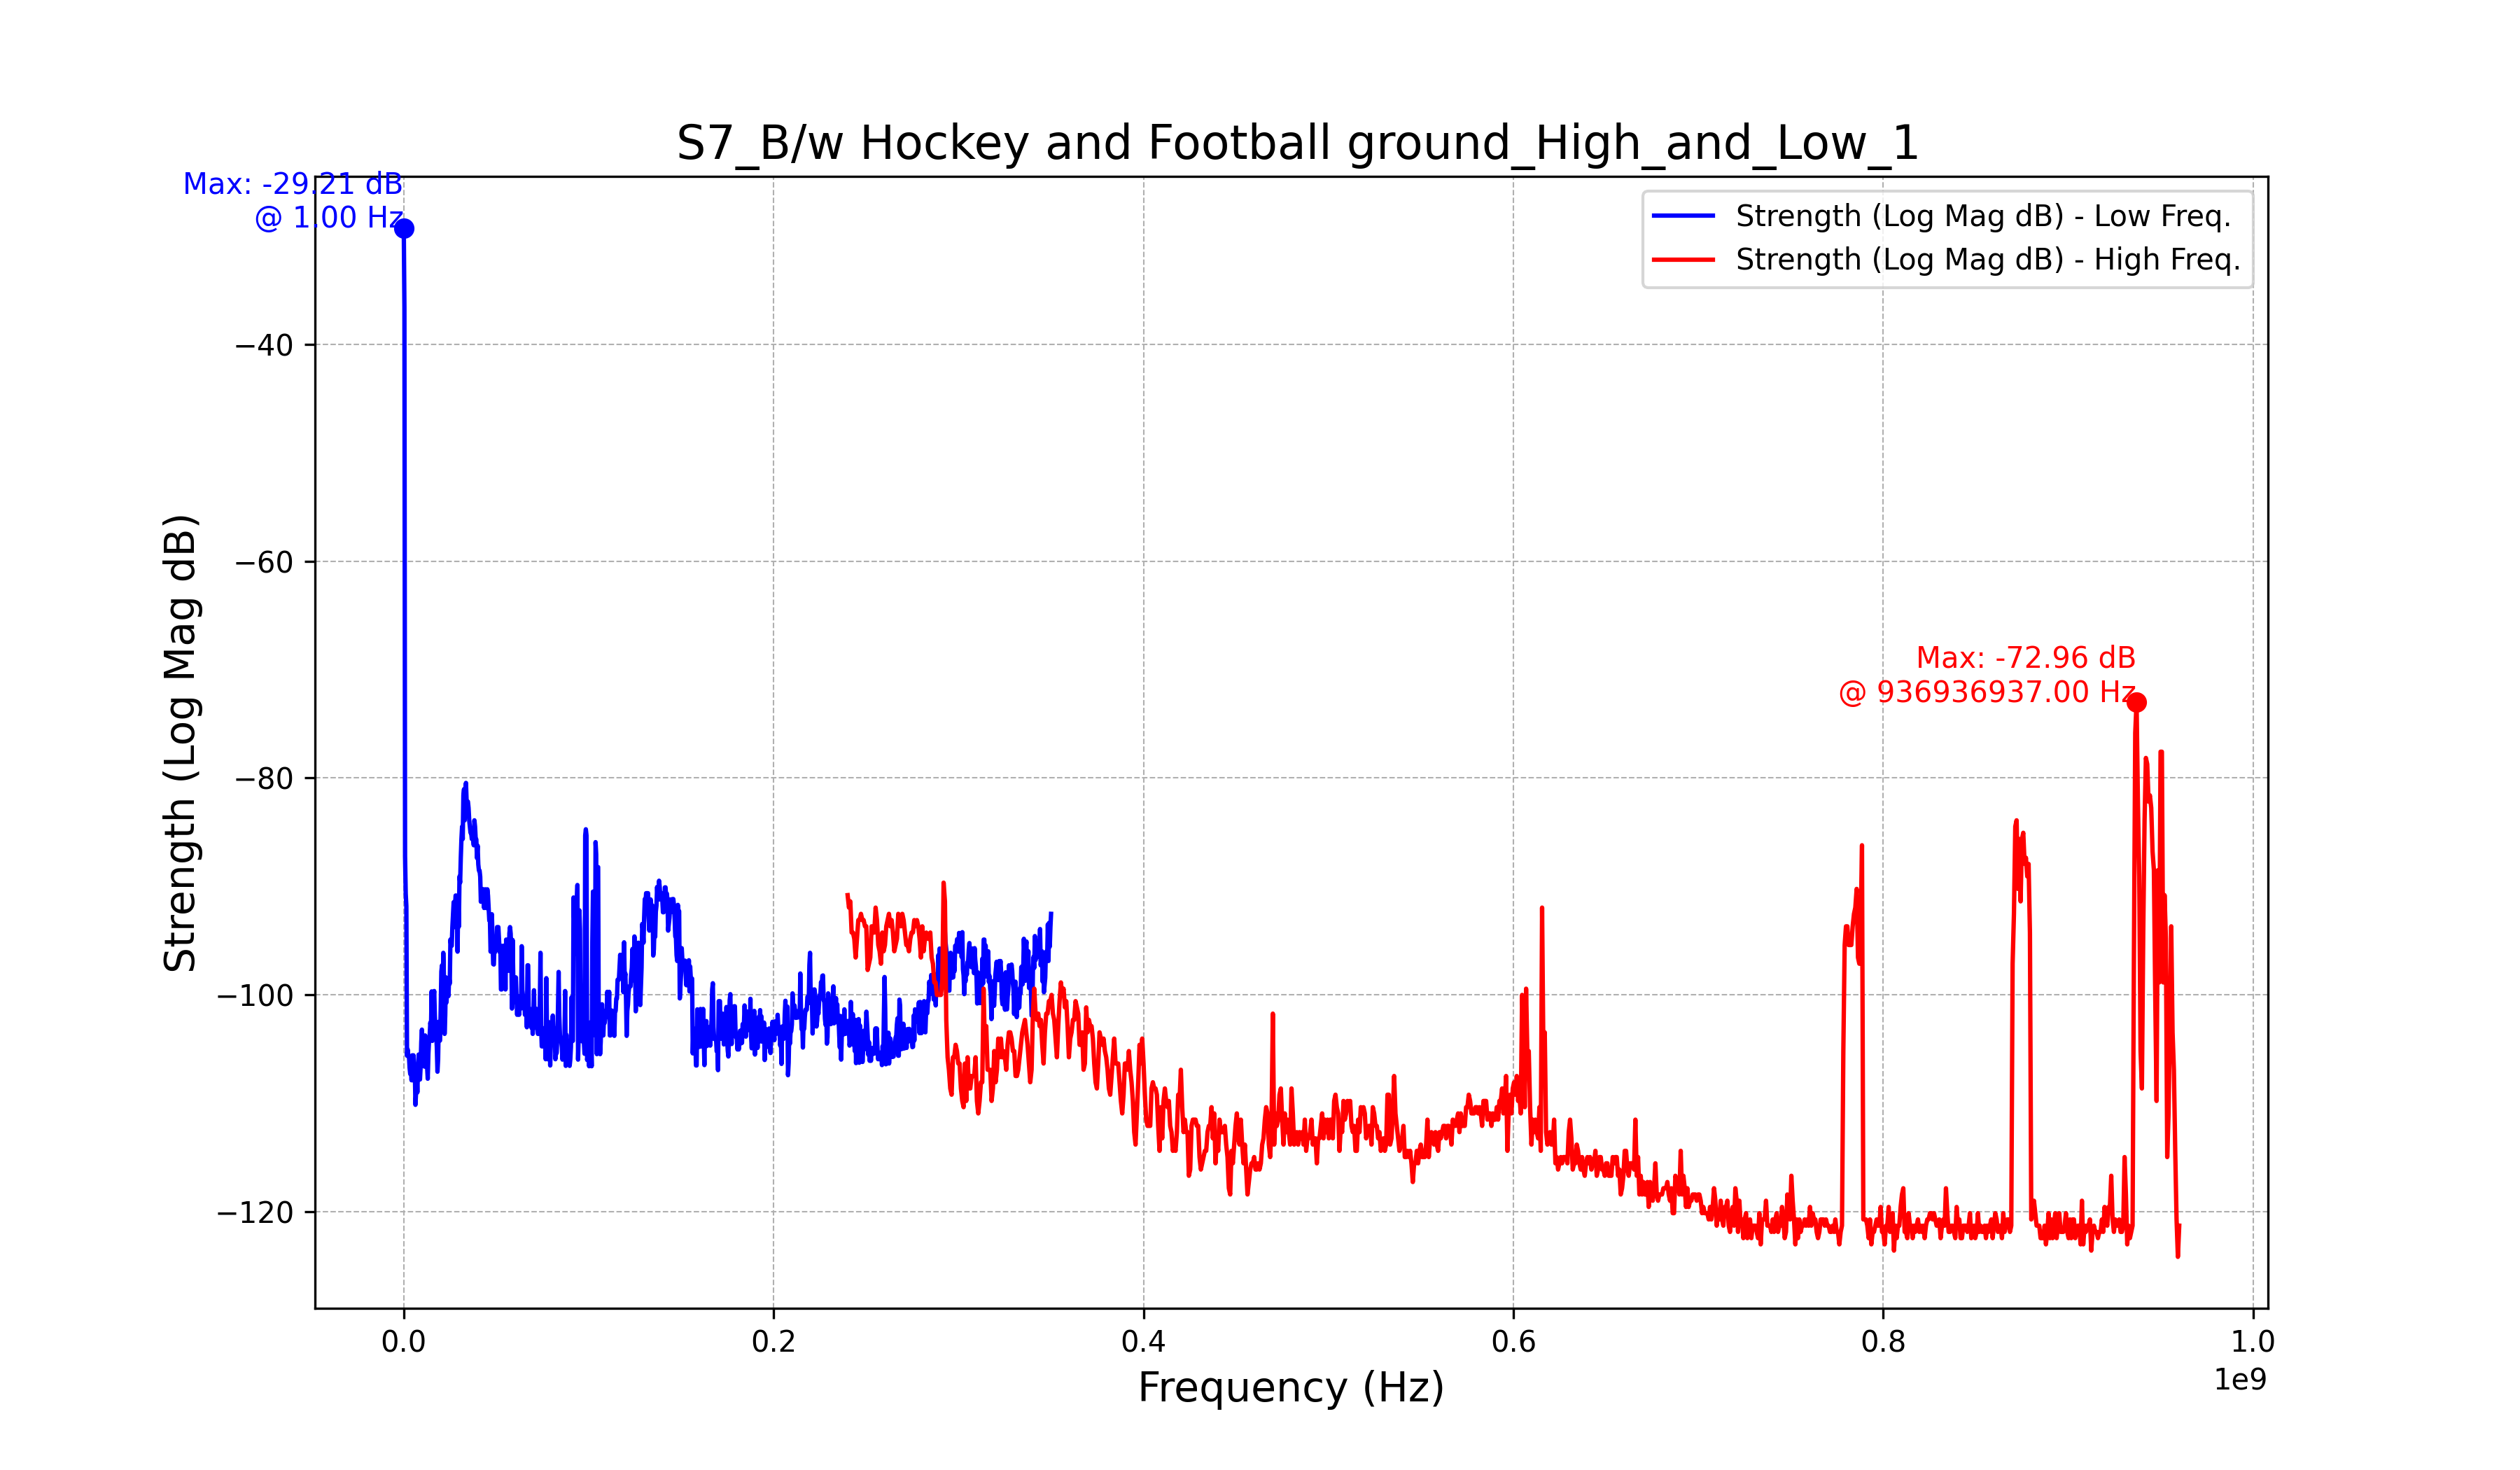 S7_B/w Hockey and Football ground_High_and_Low_1
Max: -29.21 dB
@ 1.00 Hz
Strength (Log Mag dB) - Low Freq.
Strength (Log Mag dB) - High Freq.
Max: -72.96 dB
@ 936936937.00 Hz
Strength (Log Mag dB)
−40
−60
−80
−100
−120
0.0 0.2 0.4 0.6 0.8 1.0
1e9
Frequency (Hz)